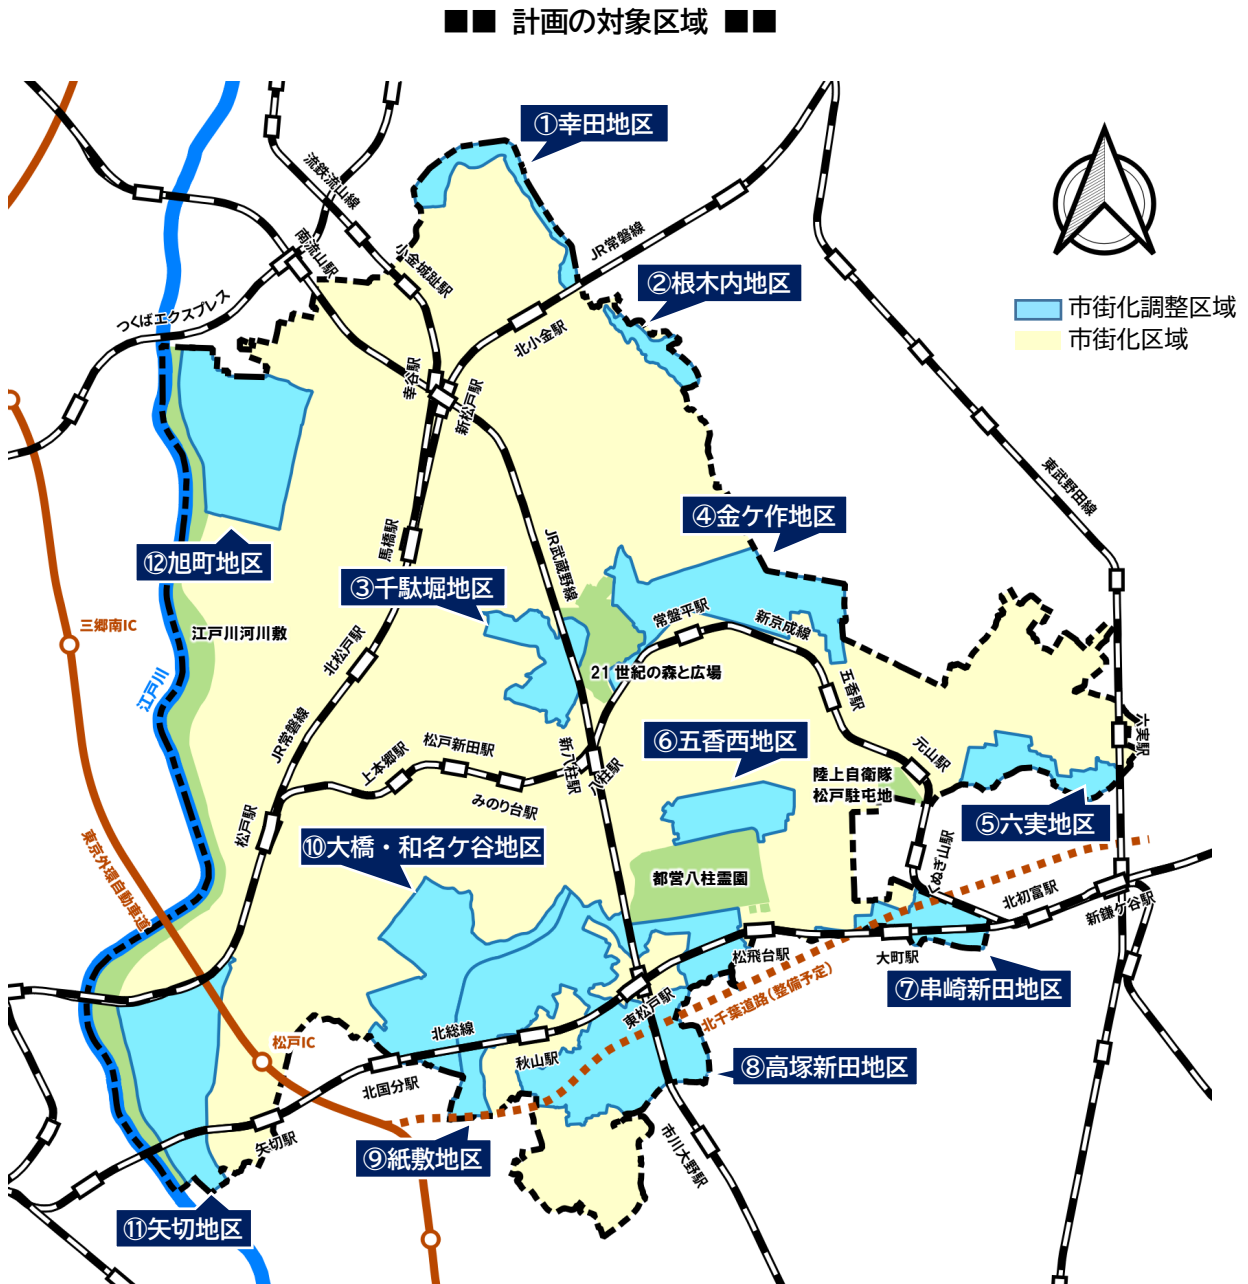 ■■ 計画の対象区域 ■■
①幸田地区
流鉄流山線
JR常磐線
南流山駅
小金城趾駅
②根木内地区
市街化調整区域
つくばエクスプレス
北小金駅
市街化区域
幸谷駅
新松戸駅
東武野田線
④金ケ作地区
馬橋駅
⑫旭町地区
JR武蔵野線
③千駄堀地区
常盤平駅
新京成線
三郷南IC
江戸川河川敷
北松戸駅
21世紀の森と広場
江戸川
五香駅
JR常磐線
⑥五香西地区
六実駅
上本郷駅
松戸新田駅
新八柱駅
八柱駅
元山駅
陸上自衛隊
松戸駐屯地
みのり台駅
松戸駅
⑤六実地区
⑩大橋・和名ケ谷地区
くぬぎ山駅
東京外環自動車道
都営八柱霊園
北初富駅
新鎌ケ谷駅
松飛台駅
大町駅
⑦串崎新田地区
北千葉道路(整備予定)
東松戸駅
北総線
松戸IC
秋山駅
⑧高塚新田地区
北国分駅
矢切駅
⑨紙敷地区
市川大野駅
⑪矢切地区